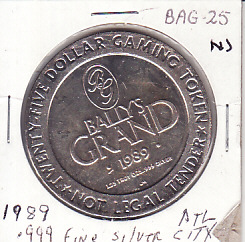 BAG-25
NJ
TWENTY-FIVE DOLLAR GAMING TOKEN
BG
BALLY'S
GRAND
1989
NOT LEGAL TENDER
1989
ATL
.999 fine SILVER CITY